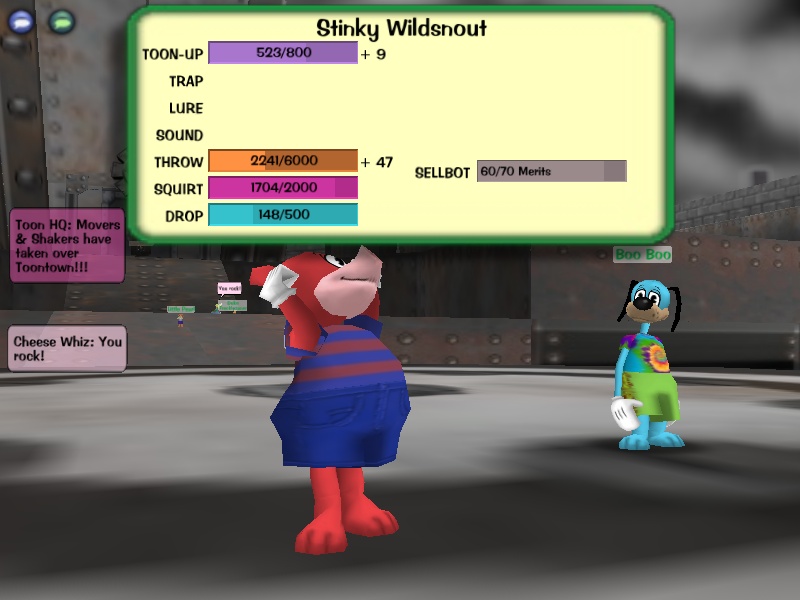 Stinky Wildsnout
TOON-UP 523/800 + 9
TRAP
LURE
SOUND
THROW 2241/6000 + 47
SELLBOT 60/70 Merits
SQUIRT 1704/2000
DROP 148/500
Toon HQ: Movers
& Shakers have
taken over
Toontown!!!
Boo Boo
You rock!
Cheese Whiz: You
rock!